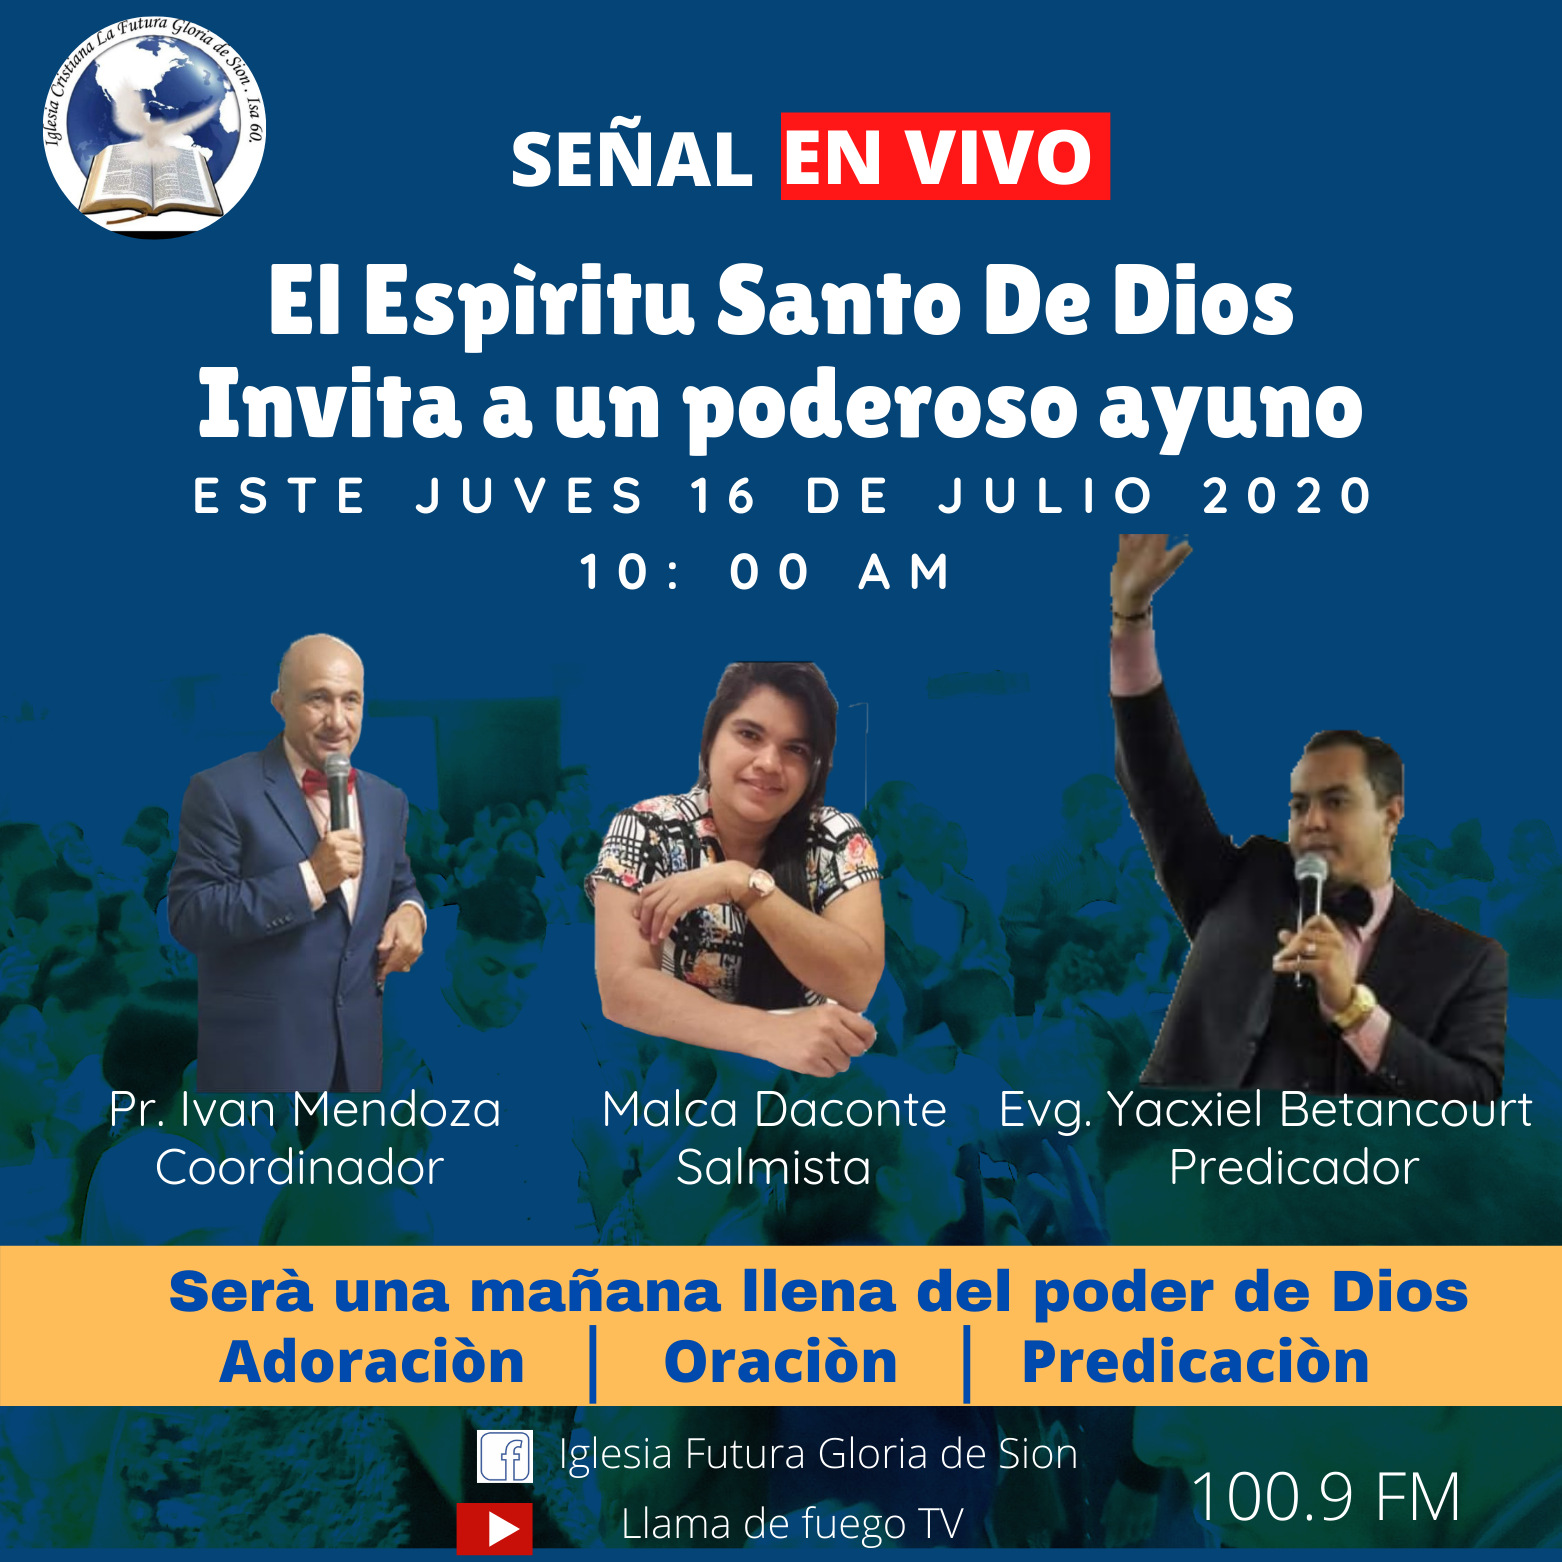 Iglesia Cristiana La Futura Gloria de Sion . Isa 60.
SEÑAL EN VIVO
El Espìritu Santo De Dios
Invita a un poderoso ayuno
ESTE JUVES 16 DE JULIO 2020
10: 00 AM
Pr. Ivan Mendoza
Coordinador
Malca Daconte
Salmista
Evg. Yacxiel Betancourt
Predicador
Serà una mañana llena del poder de Dios
Adoraciòn | Oraciòn | Predicaciòn
Iglesia Futura Gloria de Sion
Llama de fuego TV
100.9 FM